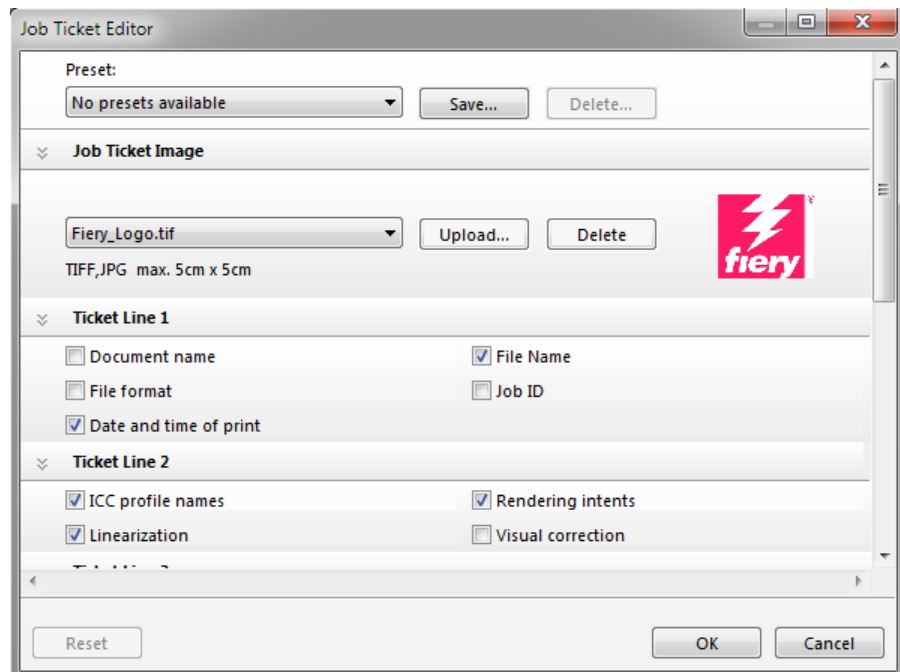 Job Ticket Editor
Preset:
No presets available Save... Delete...
Job Ticket Image
Fiery_Logo.tif Upload... Delete
fiery
TIFF,JPG max. 5cm x 5cm
Ticket Line 1
Document name File Name
File format Job ID
Date and time of print
Ticket Line 2
ICC profile names Rendering intents
Linearization Visual correction
Reset OK Cancel